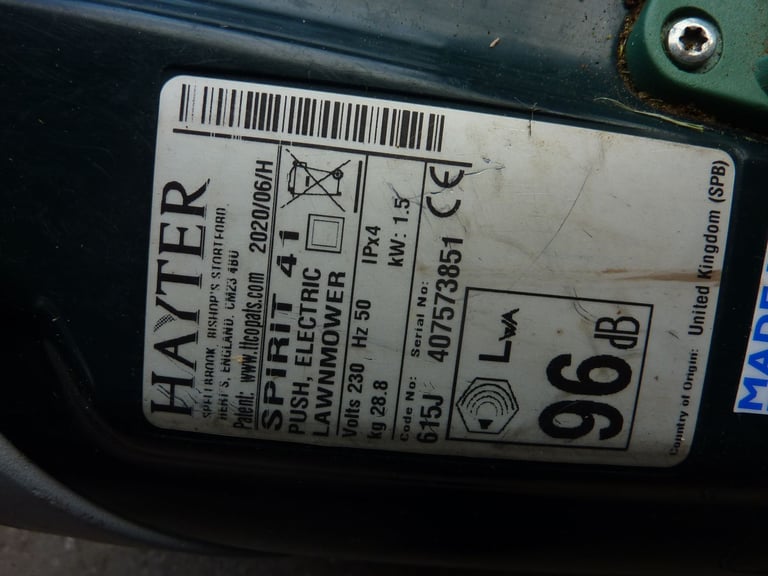 HAYTER
SPELLBROOK, BISHOP'S STORTFORD,
HERTS, ENGLAND, CM23 4BU
Patent: www.ttcopats.com 2020/06/H
SPiRiT 41
PUSH, ELECTRIC
LAWNMOWER
Volts 230 Hz 50 IPx4
kg 28.8 kW: 1.5
Code No: Serial No:
615J 407573851 CE
LWA
96 dB
Country of Origin: United Kingdom (SPB)
MADE